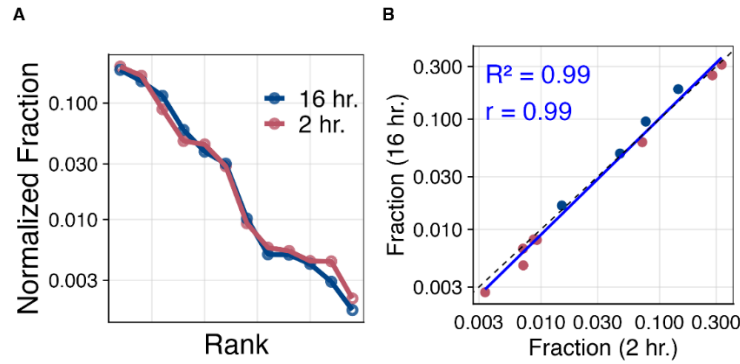 A
Normalized Fraction
0.100
0.030
0.010
0.003
16 hr.
2 hr.
Rank
B
Fraction (16 hr.)
0.300
0.100
0.030
0.010
0.003
R² = 0.99
r = 0.99
0.003 0.010 0.030 0.100 0.300
Fraction (2 hr.)